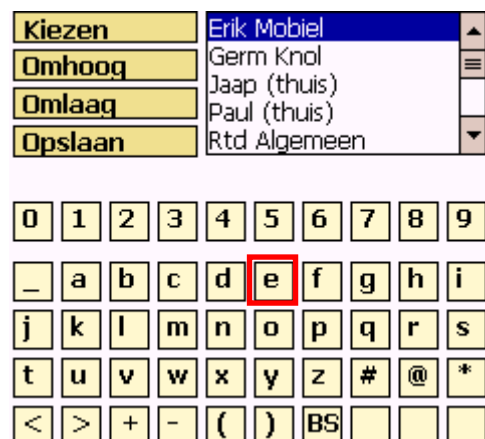 Kiezen
Omhoog
Omlaag
Opslaan
Erik Mobiel
Germ Knol
Jaap (thuis)
Paul (thuis)
Rtd Algemeen
0 1 2 3 4 5 6 7 8 9
_ a b c d e f g h i
j k l m n o p q r s
t u v w x y z # @ *
< > + - ( ) BS